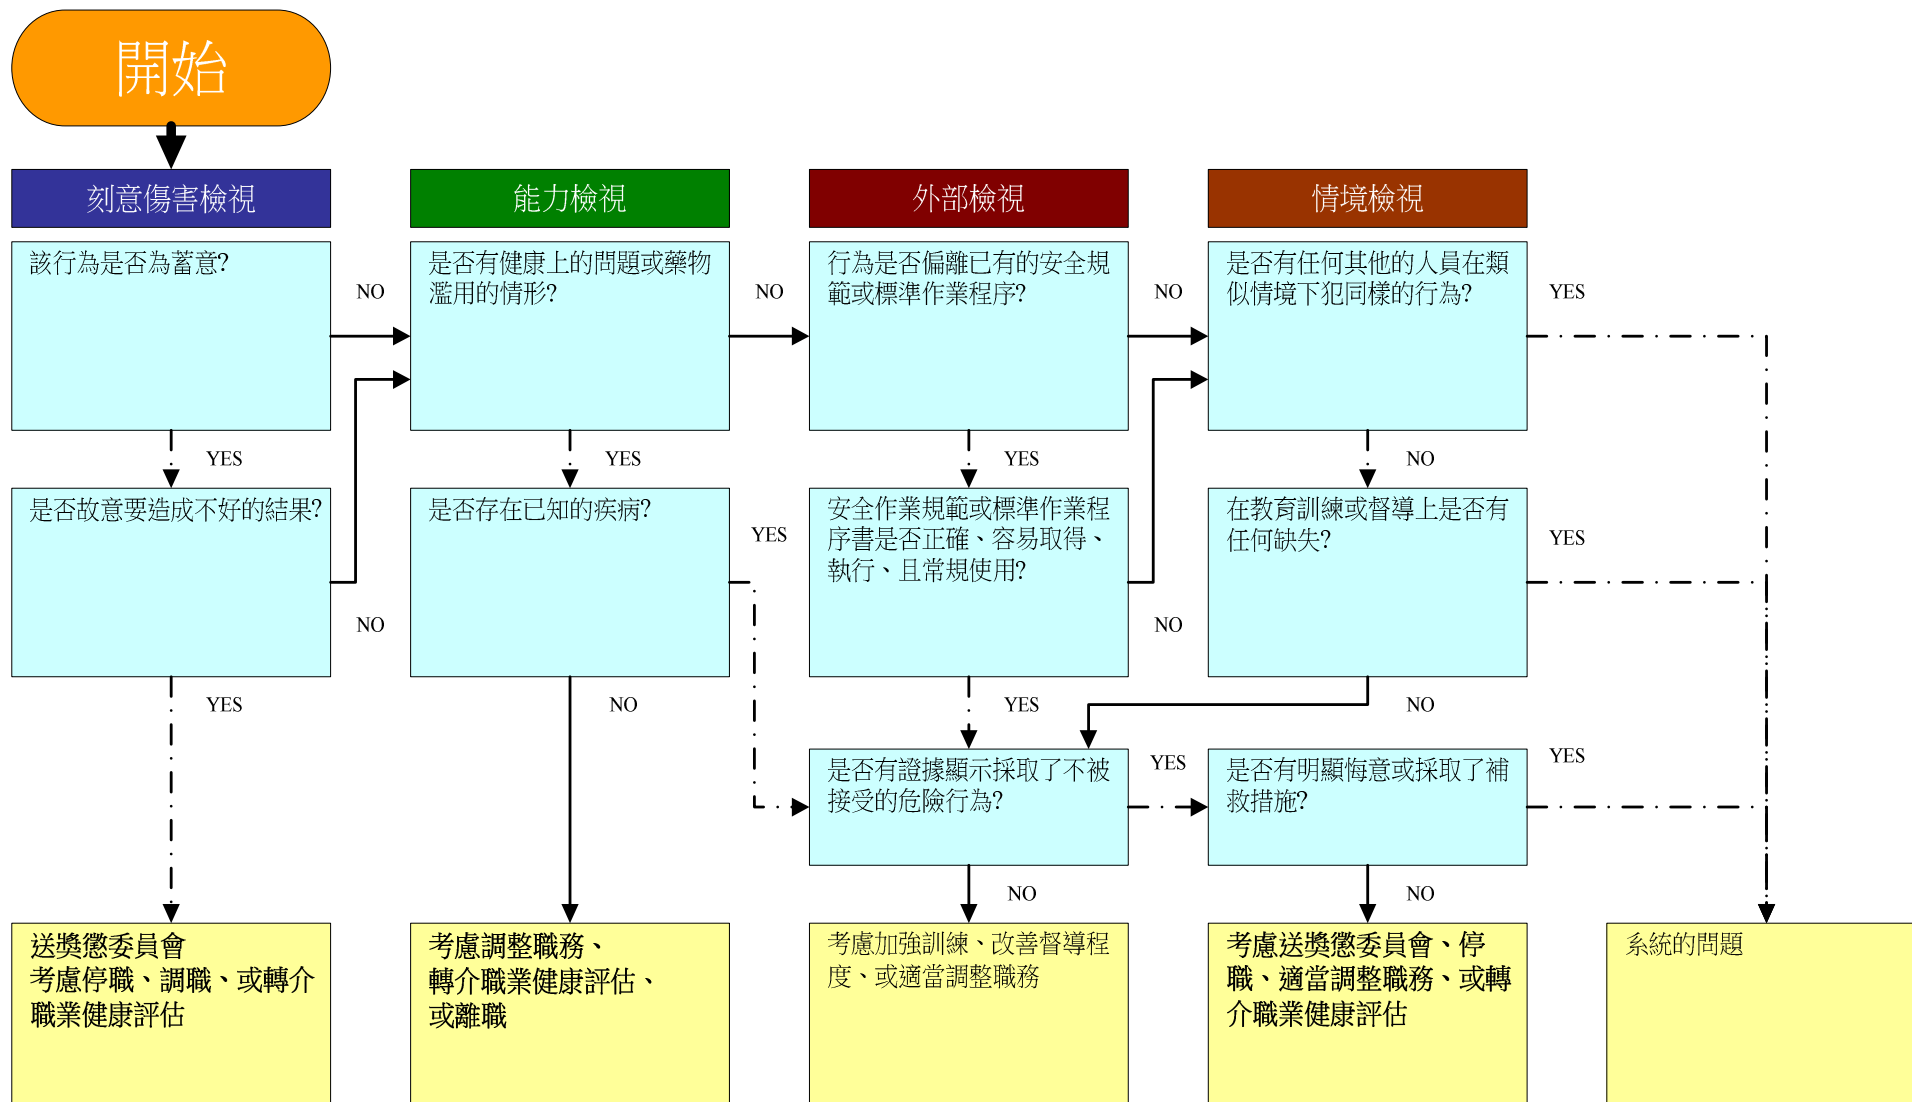 開始
刻意傷害檢視
能力檢視
外部檢視
情境檢視
該行為是否為蓄意?
NO
是否有健康上的問題或藥物
濫用的情形?
NO
行為是否偏離已有的安全規
範或標準作業程序?
NO
是否有任何其他的人員在類
似情境下犯同樣的行為?
YES
YES
YES
YES
NO
是否故意要造成不好的結果?
NO
是否存在已知的疾病?
YES
安全作業規範或標準作業程
序書是否正確、容易取得、
執行、且常規使用?
NO
在教育訓練或督導上是否有
任何缺失?
YES
YES
NO
YES
NO
是否有證據顯示採取了不被
接受的危險行為?
YES
是否有明顯悔意或採取了補
救措施?
YES
NO
NO
送獎懲委員會
考慮停職、調職、或轉介
職業健康評估
考慮調整職務、
轉介職業健康評估、
或離職
考慮加強訓練、改善督導程
度、或適當調整職務
考慮送獎懲委員會、停
職、適當調整職務、或轉
介職業健康評估
系統的問題